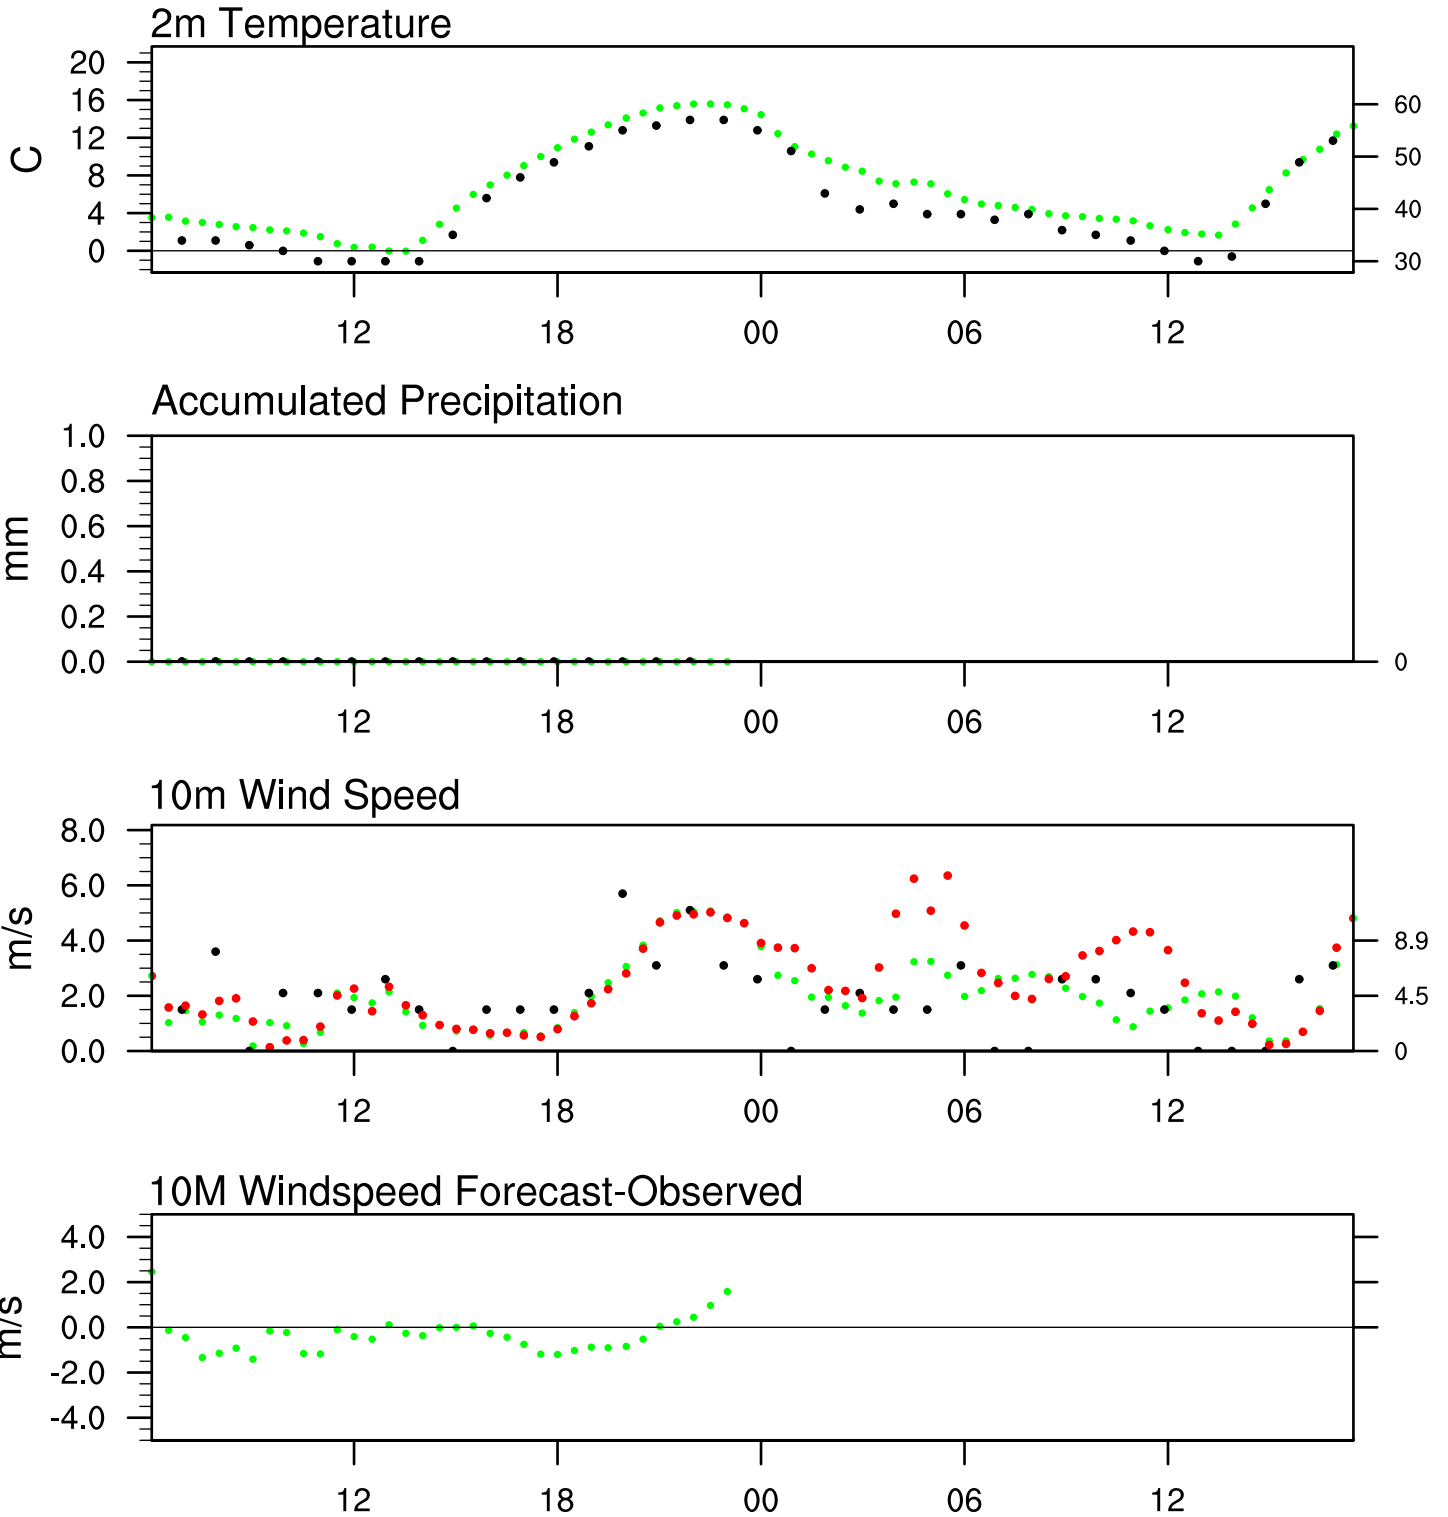 2m Temperature
20
16
12
8
4
0
C
60
50
40
30
12 18 00 06 12
Accumulated Precipitation
1.0
0.8
0.6
0.4
0.2
0.0
mm
0
12 18 00 06 12
10m Wind Speed
8.0
6.0
4.0
2.0
0.0
m/s
8.9
4.5
0
12 18 00 06 12
10M Windspeed Forecast-Observed
4.0
2.0
0.0
-2.0
-4.0
m/s
12 18 00 06 12